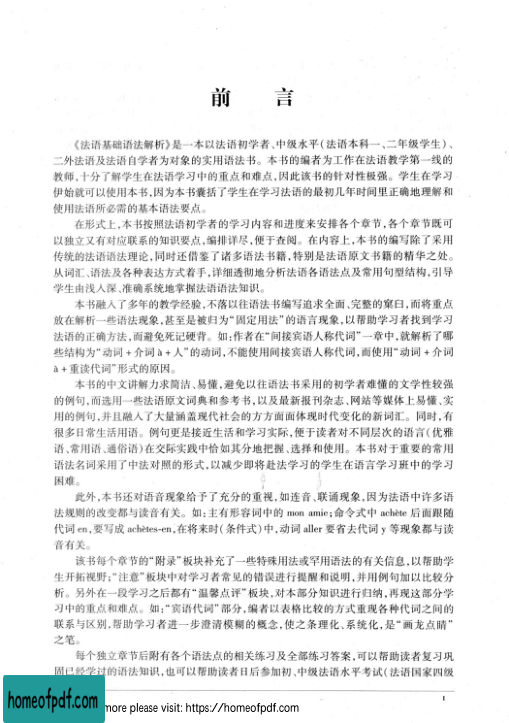 前 言
《法语基础语法解析》是一本以法语初学者、中级水平(法语本科一、二年级学生)、
二外法语及法语自学者为对象的实用语法书。本书的编者为工作在法语教学第一线的
教师,十分了解学生在法语学习中的重点和难点,因此该书的针对性极强。学生在学习
伊始就可以使用本书,因为本书囊括了学生在学习法语的最初几年时间里正确地理解和
使用法语所必需的基本语法要点。
在形式上,本书按照法语初学者的学习内容和进度来安排各个章节,各个章节既可
以独立又有对应联系的知识要点,编排详尽,便于查阅。在内容上,本书的编写除了采用
传统的法语语法理论,同时还借鉴了诸多语法书籍,特别是法语原文书籍的精华之处。
从词汇、语法及各种表达方式着手,详细透彻地分析法语各语法点及常用句型结构,引导
学生由浅入深、准确系统地掌握法语语法知识。
本书融入了多年的教学经验,不落以往语法书编写追求全面、完整的窠臼,而将重点
放在解析一些语法现象,甚至是被归为“固定用法”的语言现象,以帮助学习者找到学习
法语的正确方法,而避免死记硬背。如:作者在“间接宾语人称代词”一章中,就解析了哪
些结构为“动词+介词à+人”的动词,不能使用间接宾语人称代词,而使用“动词+介词
à+重读代词”形式的原因。
本书的中文讲解力求简洁、易懂,避免以往语法书采用的初学者难懂的文学性较强
的例句,而选用一些法语原文词典和参考书,以及最新报刊杂志、网站等媒体上易懂、实
用的例句,并且融入了大量涵盖现代社会的方方面面体现时代变化的新词汇。同时,有
很多日常生活用语。例句更是接近生活和学习实际,便于读者对不同层次的语言(优雅
语、常用语、通俗语)在交际实践中恰如其分地把握、选择和使用。本书对于重要的常用
语法名词采用了中法对照的形式,以减少即将赴法学习的学生在语言学习班中的学习
困难。
此外,本书还对语音现象给予了充分的重视,如连音、联诵现象,因为法语中许多语
法规则的改变都与读音有关。如:主有形容词中的 mon amie;命令式中 achète 后面跟随
代词 en,要写成 achètes-en,在将来时(条件式)中,动词 aller 要省去代词 y 等现象都与读
音有关。
该书每个章节的“附录”板块补充了一些特殊用法或罕用语法的有关信息,以帮助学
生开拓视野;“注意”板块中对学习者常见的错误进行提醒和说明,并用例句加以比较分
析。另外在一段学习之后都有“温馨点评”板块,对本部分知识进行归纳,再现这部分学
习中的重点和难点。如:“宾语代词”部分,编者以表格比较的方式重现各种代词之间的
联系与区别,帮助学习者进一步澄清模糊的概念,使之条理化、系统化,是“画龙点睛”
之笔。
每个独立章节后附有各个语法点的相关练习及全部练习答案,可以帮助读者复习巩
固已经学过的语法知识,也可以帮助读者日后参加初、中级法语水平考试(法语国家四级
1
homeofpdf.com
more please visit: https://homeofpdf.com